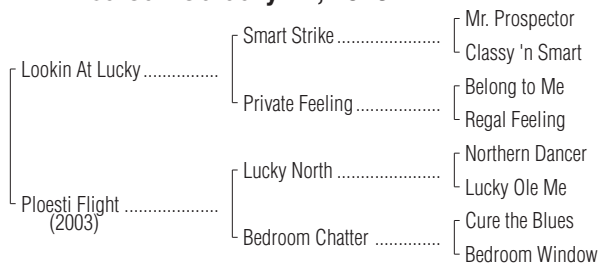 Mr. Prospector
Smart Strike ..................
Classy 'n Smart
Lookin At Lucky ...............
Belong to Me
Private Feeling .................
Regal Feeling
Northern Dancer
Lucky North ...................
Lucky Ole Me
Ploesti Flight ...................
(2003)
Cure the Blues
Bedroom Chatter .............
Bedroom Window